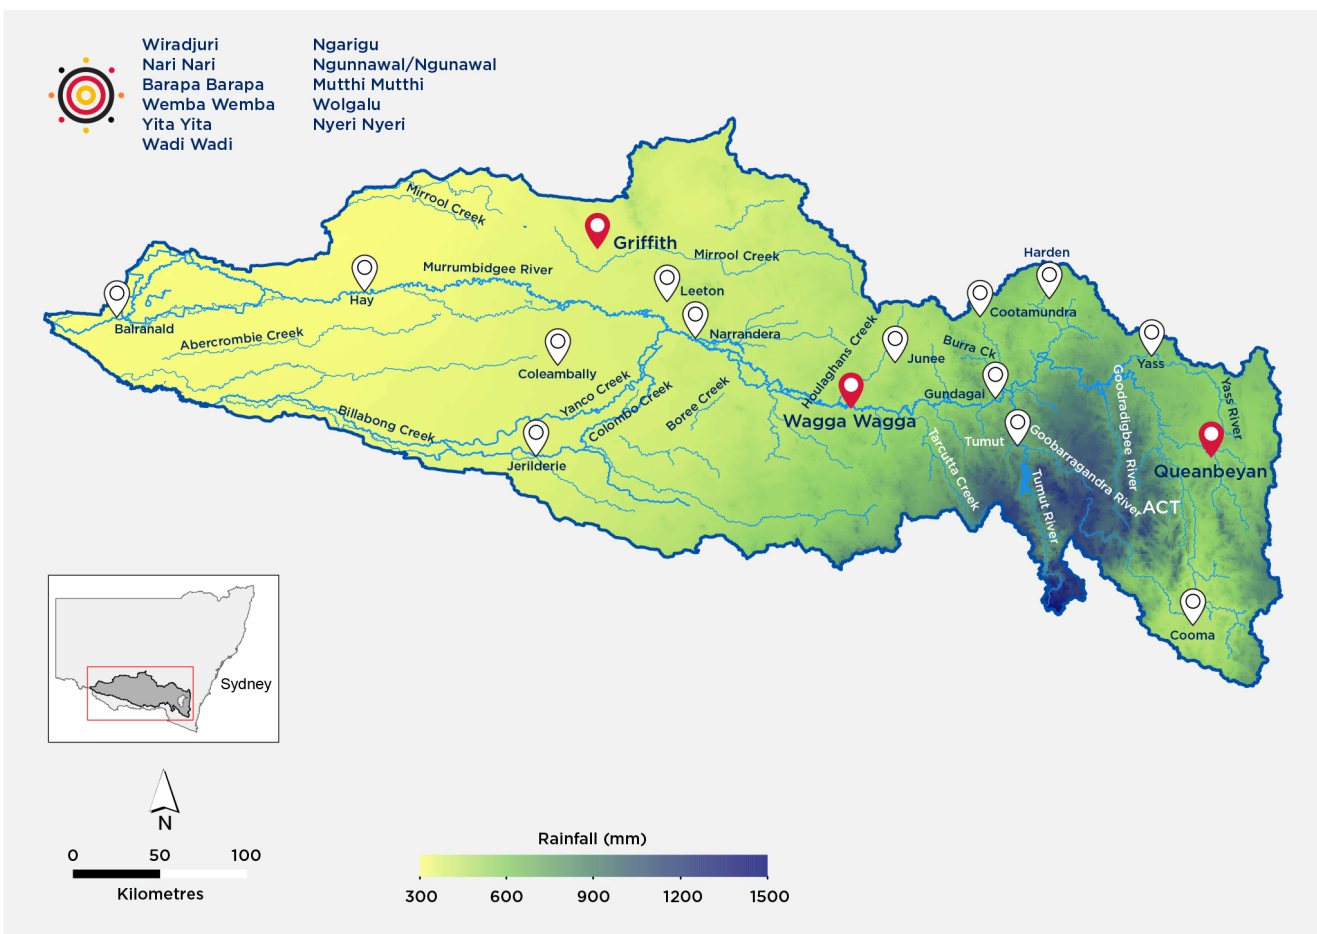 Wiradjuri
Nari Nari
Barapa Barapa
Wemba Wemba
Yita Yita
Wadi Wadi
Ngarigu
Ngunnawal/Ngunawal
Mutthi Mutthi
Wolgalu
Nyeri Nyeri
Mirrool Creek
Griffith
Mirrool Creek
Harden
Murrumbidgee River
Hay
Leeton
Cootamundra
Balranald
Abercrombie Creek
Narrandera
Houlaghans Creek
Junee
Burra Ck
Yass
Coleambally
Yanco Creek
Colombo Creek
Boree Creek
Gundagai
Goodradigbee River
Yass River
Billabong Creek
Wagga Wagga
Jerilderie
Tarcutta Creek
Tumut
Goobarragandra River
Queanbeyan
Tumut River
ACT
Cooma
Sydney
N
0 50 100
Kilometres
Rainfall (mm)
300 600 900 1200 1500